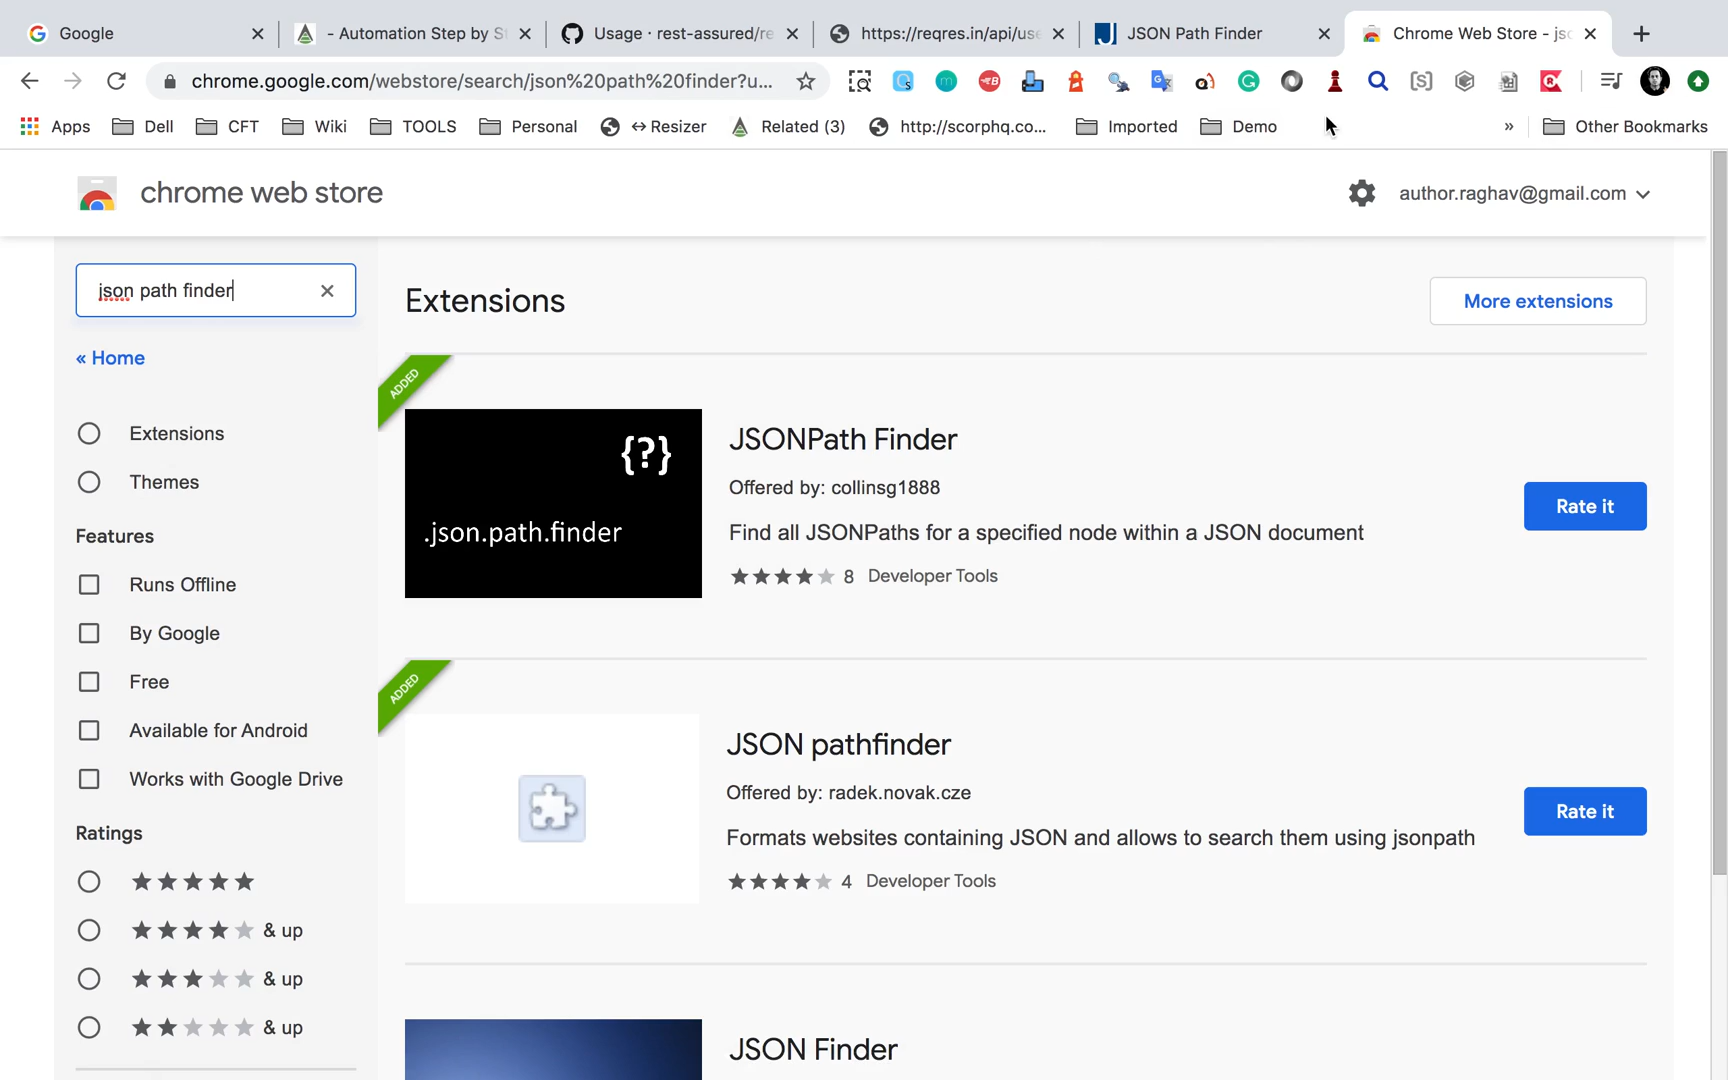 Google
- Automation Step by S
Usage · rest-assured/re
https://reqres.in/api/use
JSON Path Finder
Chrome Web Store - js
chrome.google.com/webstore/search/json%20path%20finder?u...
Apps
Dell
CFT
Wiki
TOOLS
Personal
↔ Resizer
Related (3)
http://scorphq.co...
Imported
Demo
»
Other Bookmarks
chrome web store
author.raghav@gmail.com
json path finder
« Home
Extensions
Themes
Features
Runs Offline
By Google
Free
Available for Android
Works with Google Drive
Ratings
& up
& up
& up
Extensions
More extensions
ADDED
{?}
.json.path.finder
JSONPath Finder
Offered by: collinsg1888
Find all JSONPaths for a specified node within a JSON document
8 Developer Tools
Rate it
ADDED
JSON pathfinder
Offered by: radek.novak.cze
Formats websites containing JSON and allows to search them using jsonpath
4 Developer Tools
Rate it
JSON Finder